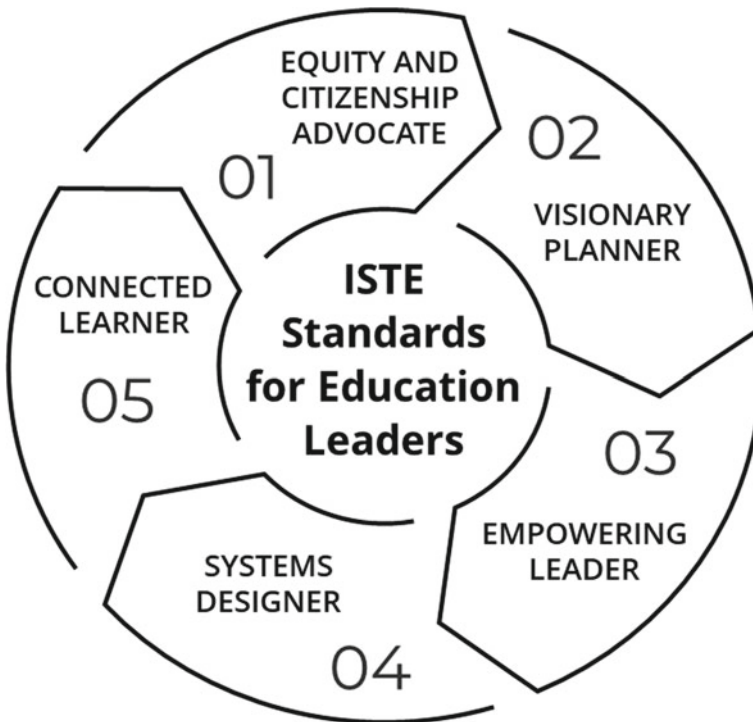 EQUITY AND
CITIZENSHIP
ADVOCATE
01
02
VISIONARY
PLANNER
03
EMPOWERING
LEADER
SYSTEMS
DESIGNER
04
CONNECTED
LEARNER
05
ISTE
Standards
for Education
Leaders